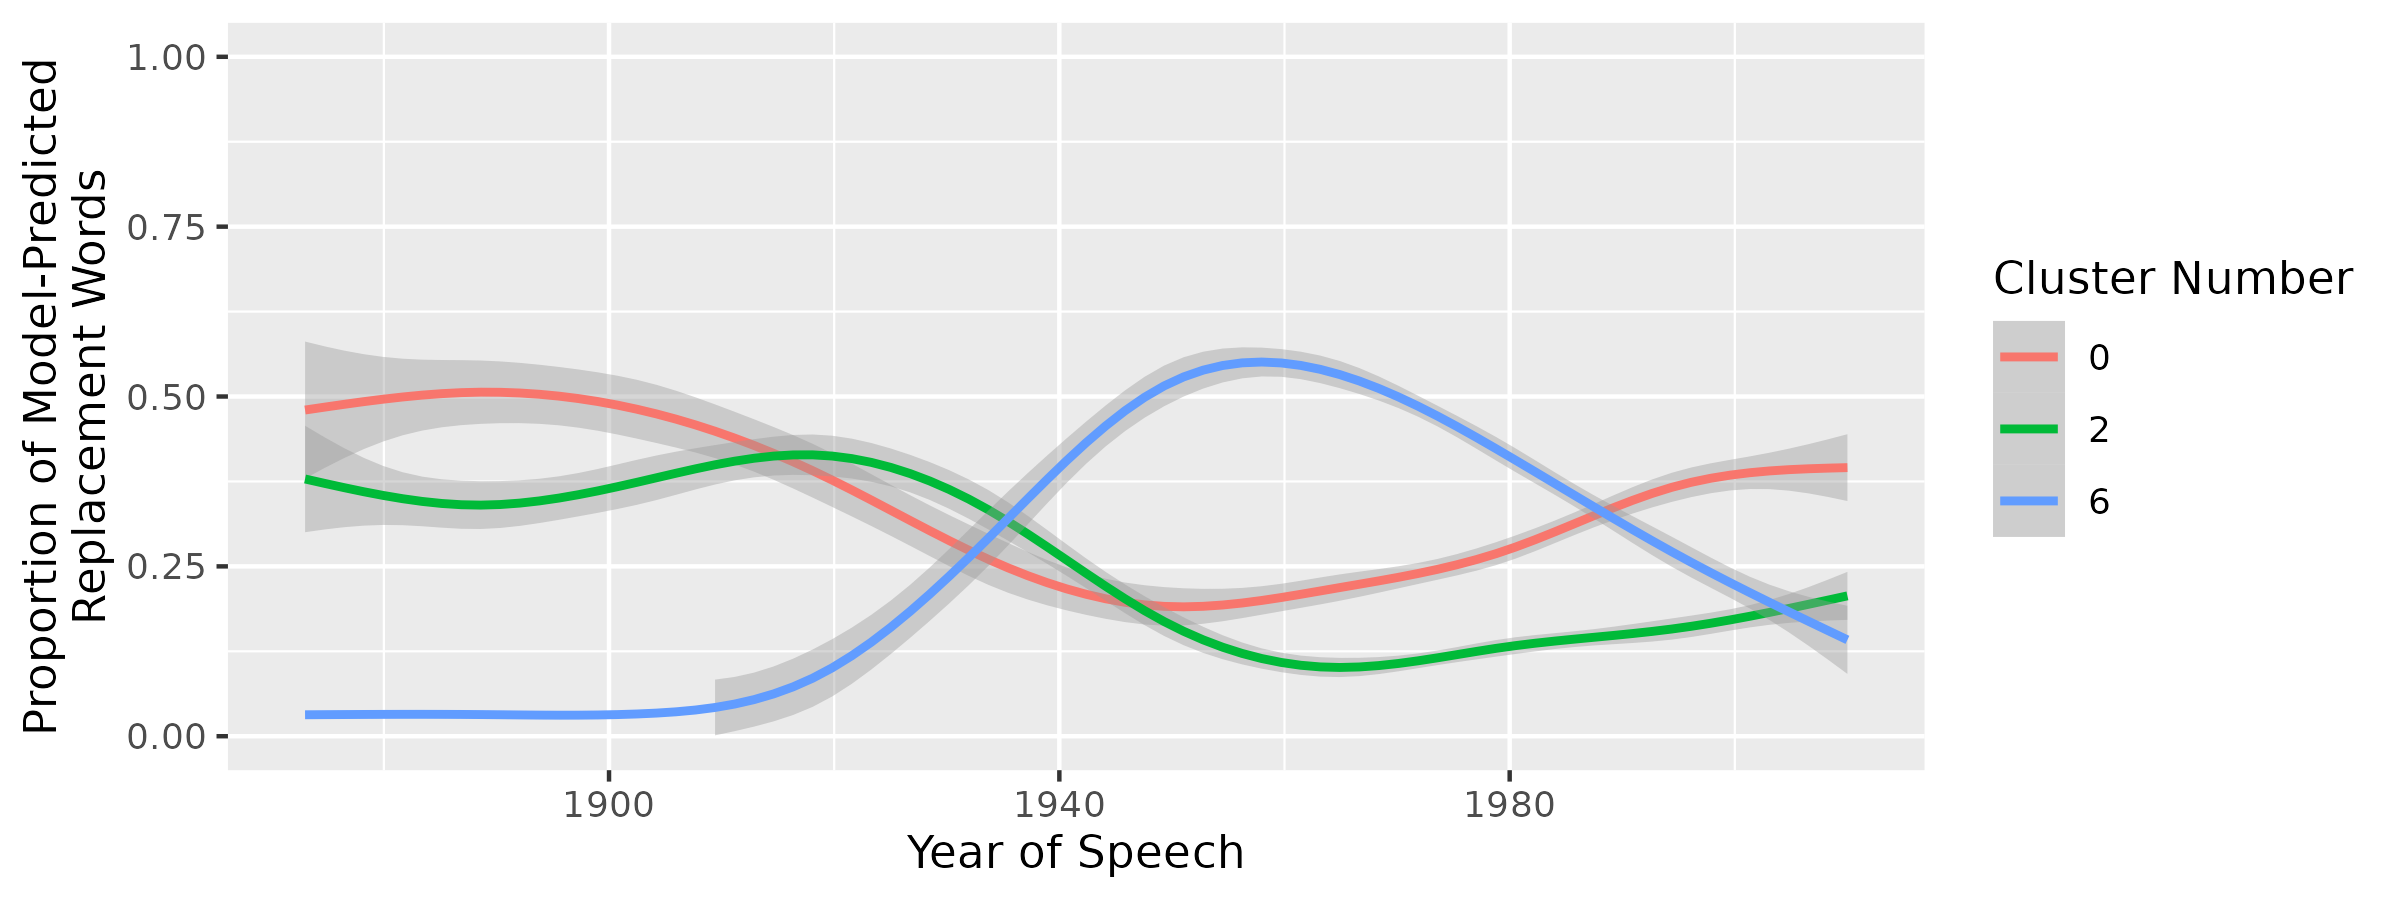 Proportion of Model-Predicted
Replacement Words
1.00
0.75
0.50
0.25
0.00
1900
1940
1980
Year of Speech
Cluster Number
0
2
6